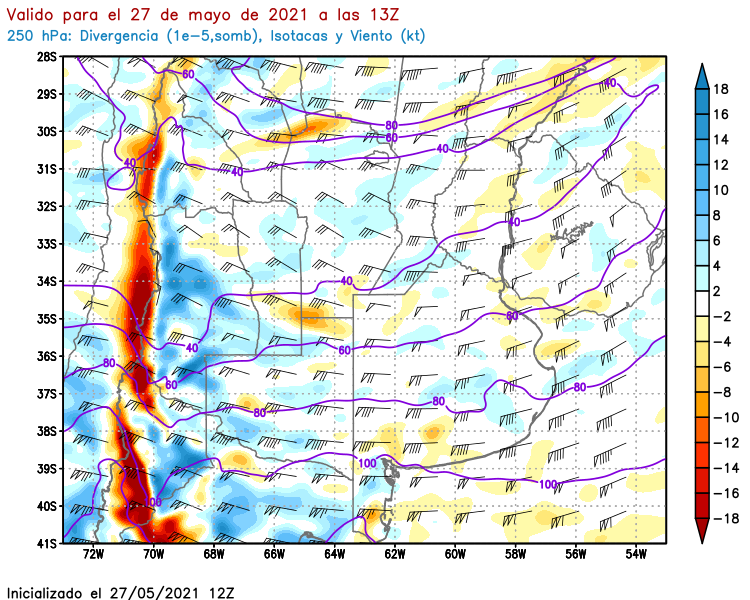 Valido para el 27 de mayo de 2021 a las 13Z
250 hPa: Divergencia (1e-5,somb), Isotacas y Viento (kt)
28S
29S
30S
31S
32S
33S
34S
35S
36S
37S
38S
39S
40S
41S
60
80
60
40
40
40
40
40
40
40
80
60
60
60
80
80
80
100
100
100
72W 70W 68W 66W 64W 62W 60W 58W 56W 54W
18
16
14
12
10
8
6
4
2
-2
-4
-6
-8
-10
-12
-14
-16
-18
Inicializado el 27/05/2021 12Z